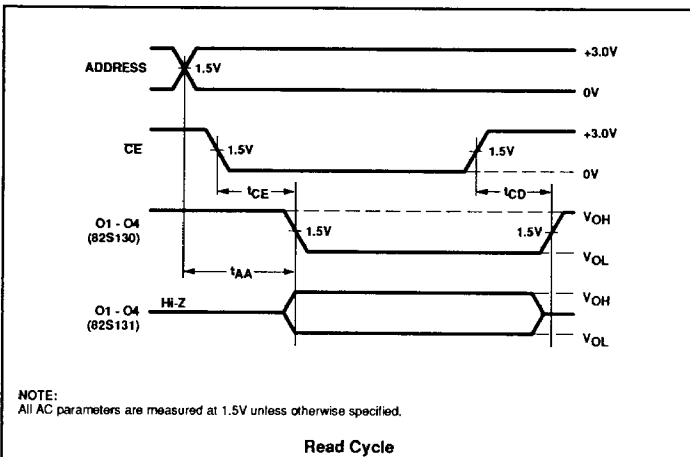 ADDRESS
1.5V
+3.0V
0V
CE
1.5V
1.5V
+3.0V
0V
tCE
tCD
O1 - O4
(82S130)
1.5V
1.5V
VOH
VOL
tAA
O1 - O4
(82S131)
Hi-Z
VOH
VOL
NOTE:
All AC parameters are measured at 1.5V unless otherwise specified.
Read Cycle